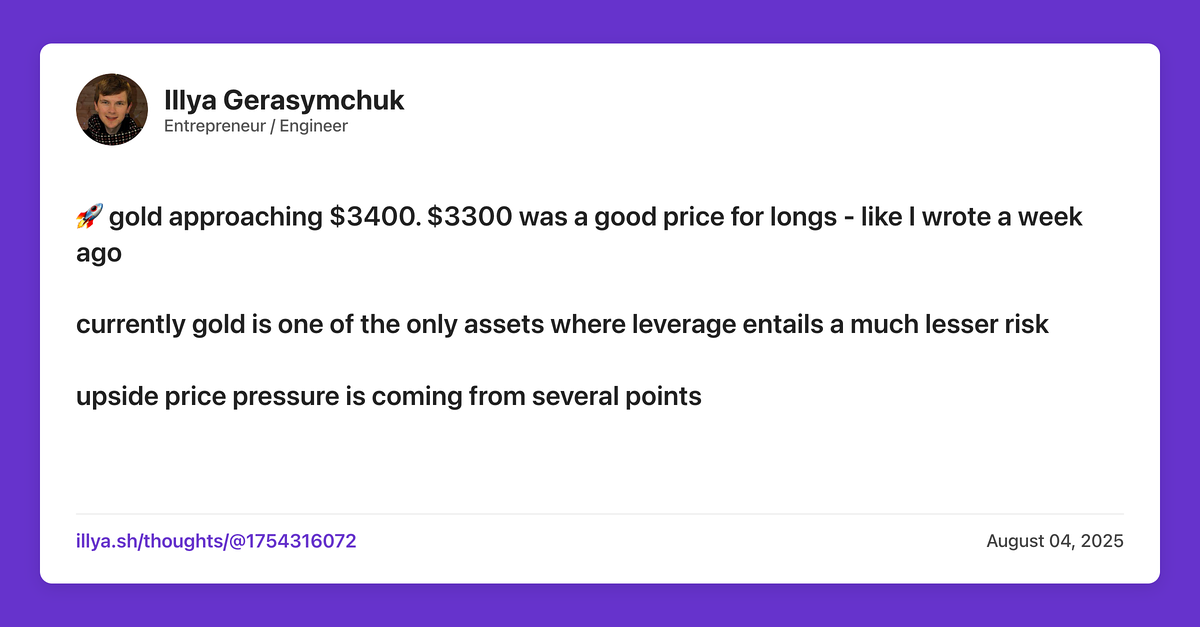 Illya Gerasymchuk
Entrepreneur / Engineer
🚀 gold approaching $3400. $3300 was a good price for longs - like I wrote a week
ago
currently gold is one of the only assets where leverage entails a much lesser risk
upside price pressure is coming from several points
illya.sh/thoughts/@1754316072
August 04, 2025